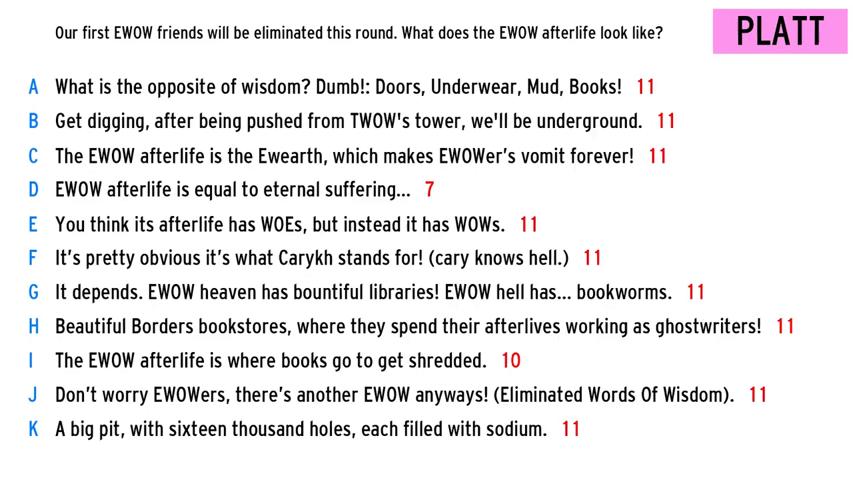 Our first EWOW friends will be eliminated this round. What does the EWOW afterlife look like?
PLATT
A What is the opposite of wisdom? Dumb!: Doors, Underwear, Mud, Books! 11
B Get digging, after being pushed from TWOW's tower, we'll be underground. 11
C The EWOW afterlife is the Ewearth, which makes EWOWer’s vomit forever! 11
D EWOW afterlife is equal to eternal suffering... 7
E You think its afterlife has WOEs, but instead it has WOWs. 11
F It’s pretty obvious it’s what Carykh stands for! (cary knows hell.) 11
G It depends. EWOW heaven has bountiful libraries! EWOW hell has... bookworms. 11
H Beautiful Borders bookstores, where they spend their afterlives working as ghostwriters! 11
I The EWOW afterlife is where books go to get shredded. 10
J Don’t worry EWOWers, there’s another EWOW anyways! (Eliminated Words Of Wisdom). 11
K A big pit, with sixteen thousand holes, each filled with sodium. 11